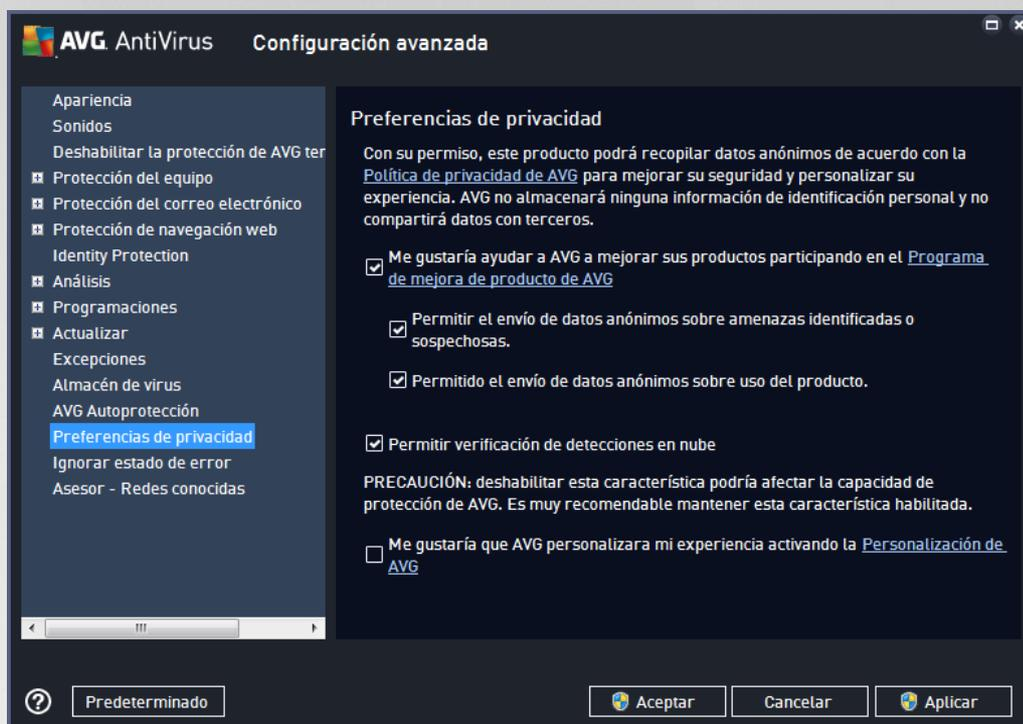 AVG AntiVirus Configuración avanzada
Apariencia
Sonidos
Deshabilitar la protección de AVG ter
Protección del equipo
Protección del correo electrónico
Protección de navegación web
Identity Protection
Análisis
Programaciones
Actualizar
Excepciones
Almacén de virus
AVG Autoprotección
Preferencias de privacidad
Ignorar estado de error
Asesor - Redes conocidas
Preferencias de privacidad
Con su permiso, este producto podrá recopilar datos anónimos de acuerdo con la
Política de privacidad de AVG para mejorar su seguridad y personalizar su
experiencia. AVG no almacenará ninguna información de identificación personal y no
compartirá datos con terceros.
Me gustaría ayudar a AVG a mejorar sus productos participando en el Programa
de mejora de producto de AVG
Permitir el envío de datos anónimos sobre amenazas identificadas o
sospechosas.
Permitido el envío de datos anónimos sobre uso del producto.
Permitir verificación de detecciones en nube
PRECAUCIÓN: deshabilitar esta característica podría afectar la capacidad de
protección de AVG. Es muy recomendable mantener esta característica habilitada.
Me gustaría que AVG personalizara mi experiencia activando la Personalización de
AVG
Predeterminado
Aceptar
Cancelar
Aplicar